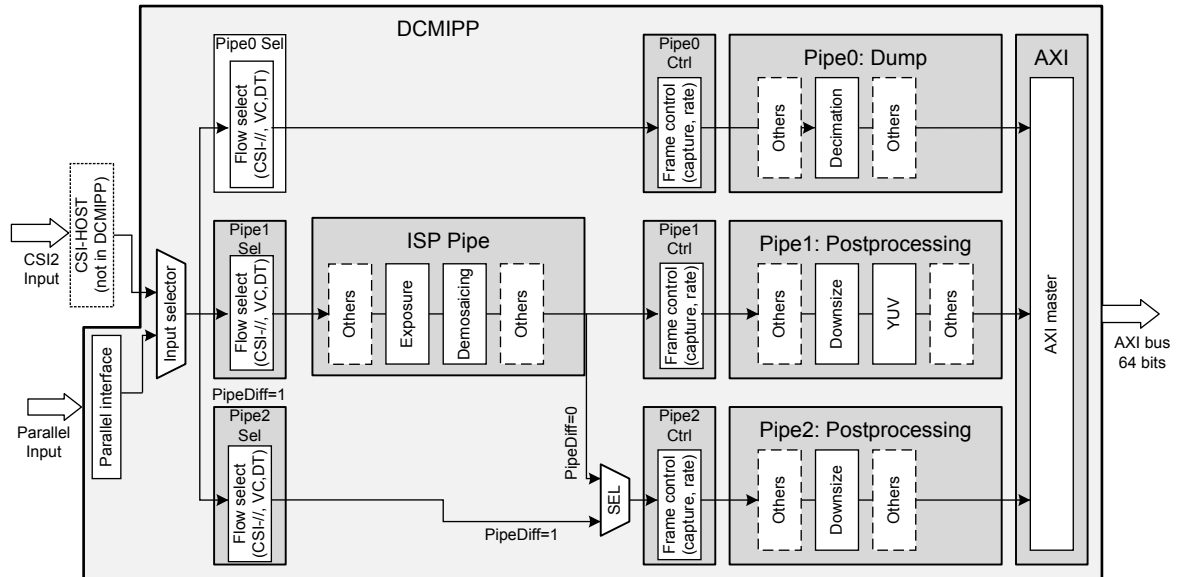 DCMIPP
Pipe0 Sel
Flow select
(CSI-//, VC,DT)
Pipe0
Ctrl
Frame control
(capture, rate)
Pipe0: Dump
Others
Decimation
Others
AXI
AXI master
CSI2
Input
CSI-HOST
(not in DCMIPP)
Input selector
Pipe1
Sel
Flow select
(CSI-//, VC,DT)
ISP Pipe
Others
Exposure
Demosaicing
Others
Pipe1
Ctrl
Frame control
(capture, rate)
Pipe1: Postprocessing
Others
Downsize
YUV
Others
AXI bus
64 bits
Parallel
Input
Parallel interface
PipeDiff=1
Pipe2
Sel
Flow select
(CSI-//, VC,DT)
PipeDiff=0
PipeDiff=1
SEL
Pipe2
Ctrl
Frame control
(capture, rate)
Pipe2: Postprocessing
Others
Downsize
Others